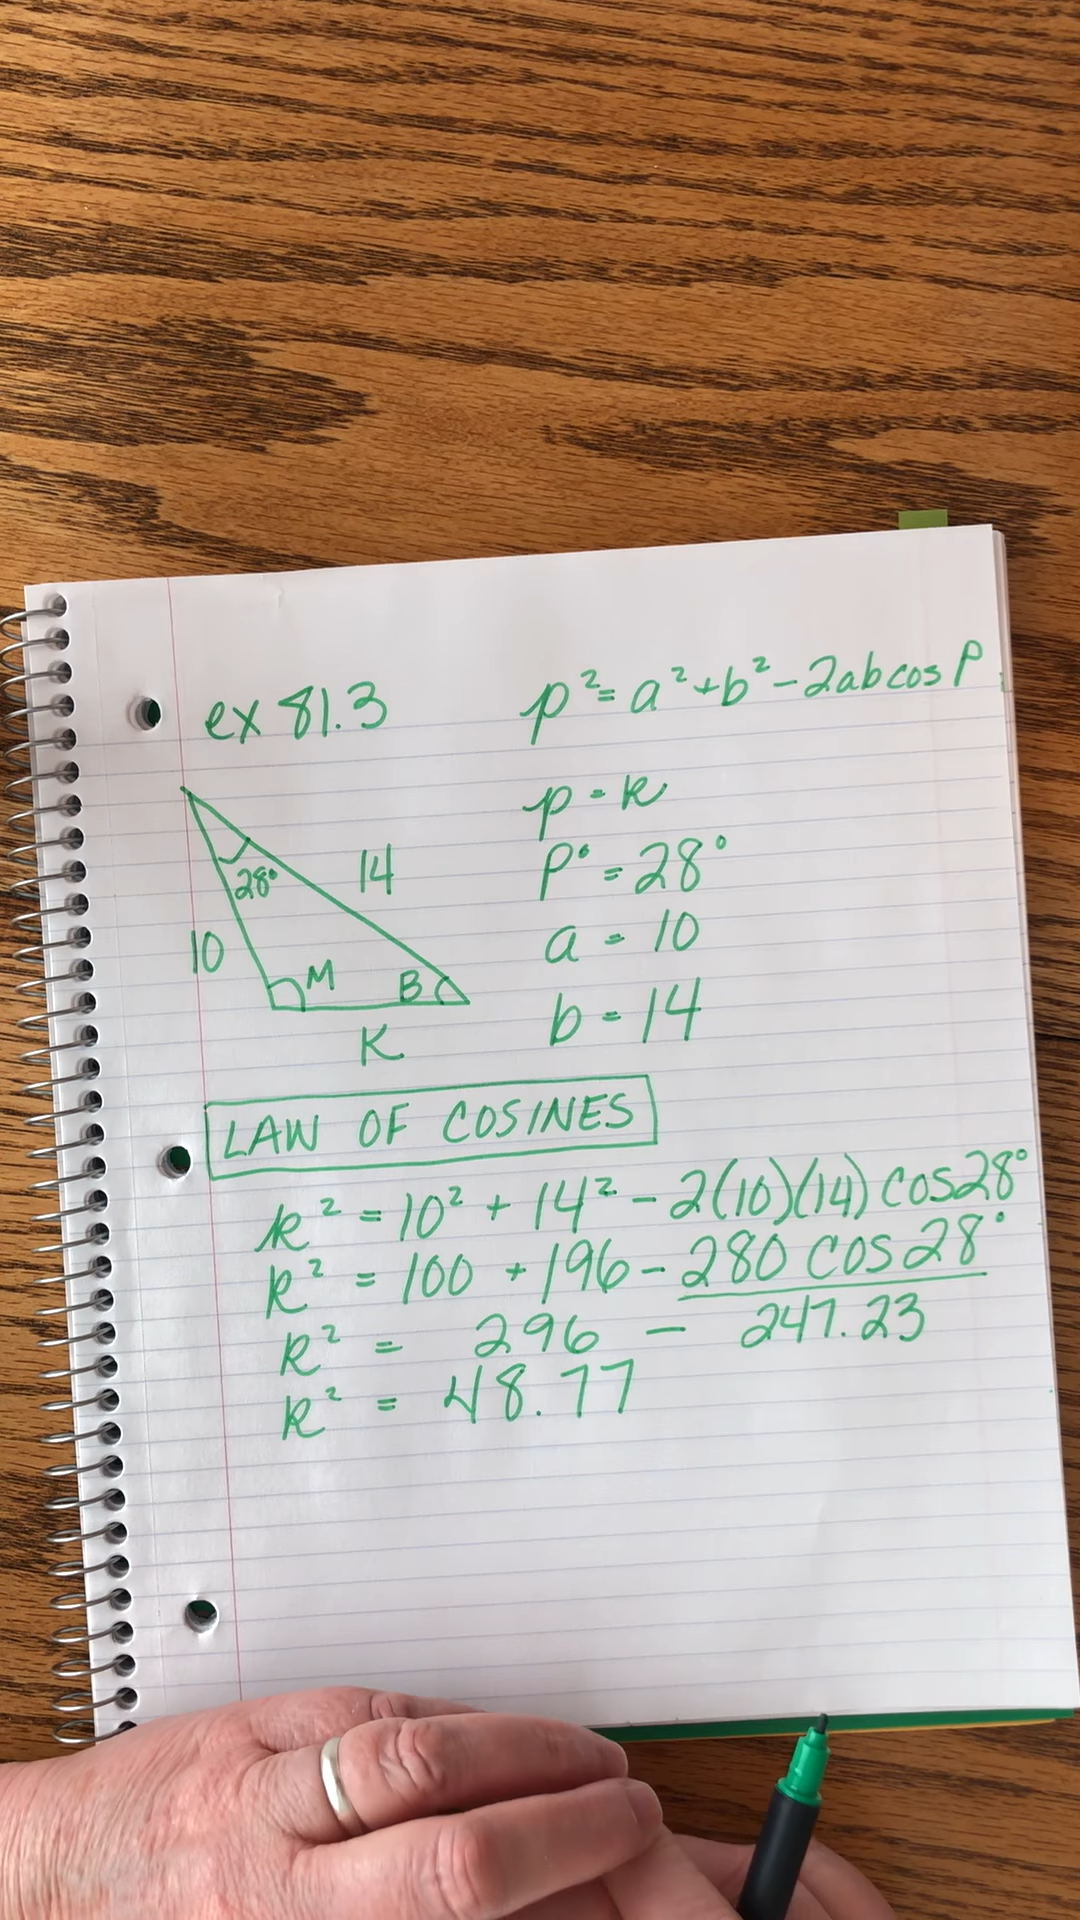 ex 81.3
p² = a² + b² - 2ab cos P
28°
14
10
M
B
K
p = k
P° = 28°
a = 10
b = 14
LAW OF COSINES
k² = 10² + 14² - 2(10)(14) cos 28°
k² = 100 + 196 - 280 cos 28°
k² = 296 - 247.23
k² = 48.77